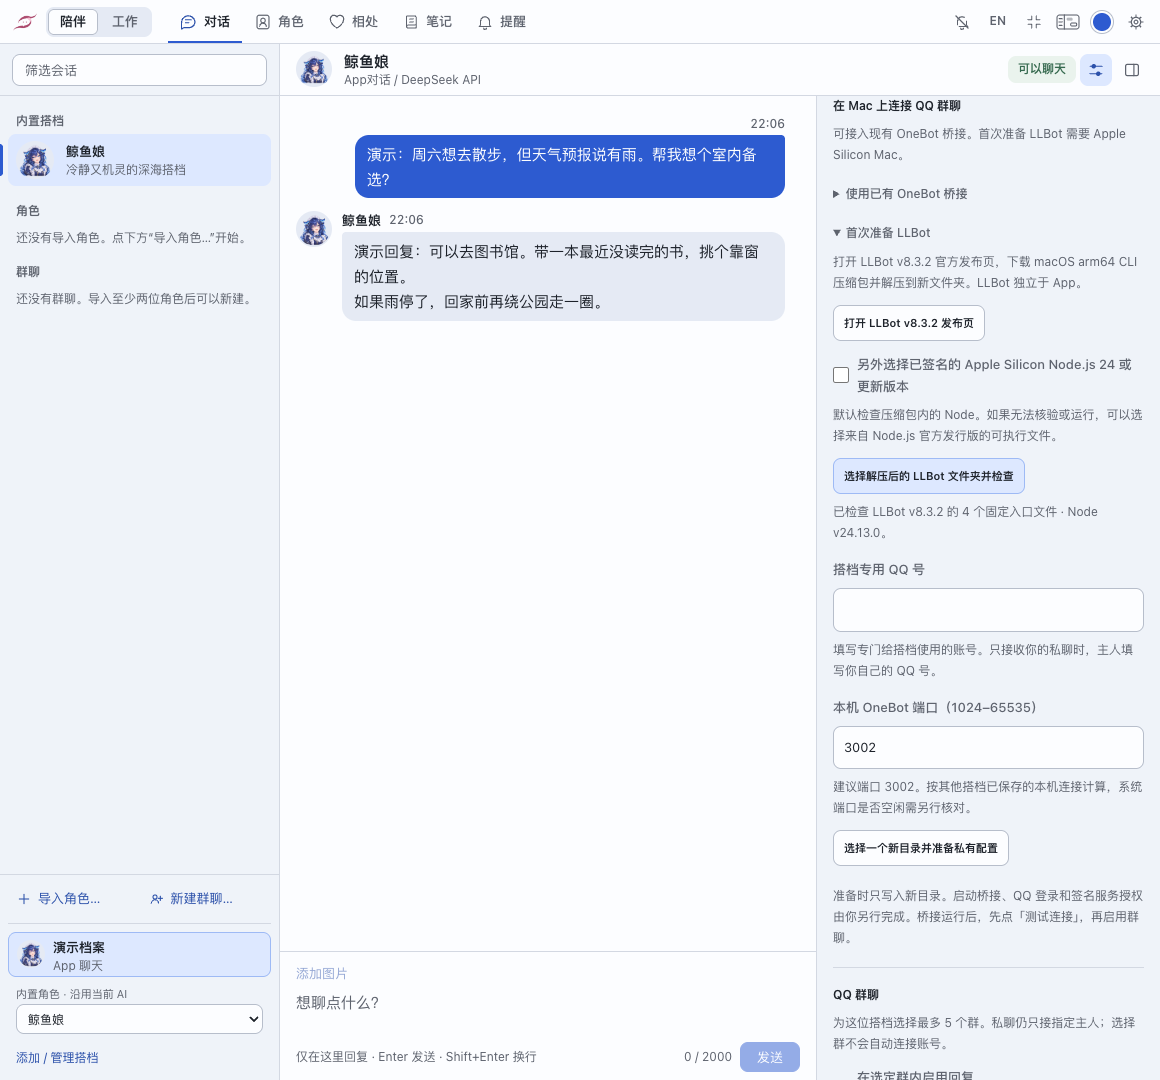 陪伴
工作
对话
角色
相处
笔记
提醒
EN
筛选会话
内置搭档
鲸鱼娘
冷静又机灵的深海搭档
角色
还没有导入角色。点下方“导入角色...”开始。
群聊
还没有群聊。导入至少两位角色后可以新建。
导入角色...
新建群聊...
演示档案
App 聊天
内置角色 · 沿用当前 AI
鲸鱼娘
添加 / 管理搭档
鲸鱼娘
App对话 / DeepSeek API
可以聊天
22:06
演示：周六想去散步，但天气预报说有雨。帮我想个室内备
选？
鲸鱼娘 22:06
演示回复：可以去图书馆。带一本最近没读完的书，挑个靠窗
的位置。
如果雨停了，回家前再绕公园走一圈。
添加图片
想聊点什么？
仅在这里回复 · Enter 发送 · Shift+Enter 换行
0 / 2000
发送
在 Mac 上连接 QQ 群聊
可接入现有 OneBot 桥接。首次准备 LLBot 需要 Apple
Silicon Mac。
使用已有 OneBot 桥接
首次准备 LLBot
打开 LLBot v8.3.2 官方发布页，下载 macOS arm64 CLI
压缩包并解压到新文件夹。LLBot 独立于 App。
打开 LLBot v8.3.2 发布页
另外选择已签名的 Apple Silicon Node.js 24 或
更新版本
默认检查压缩包内的 Node。如果无法核验或运行，可以选
择来自 Node.js 官方发行版的可执行文件。
选择解压后的 LLBot 文件夹并检查
已检查 LLBot v8.3.2 的 4 个固定入口文件 · Node
v24.13.0。
搭档专用 QQ 号
填写专门给搭档使用的账号。只接收你的私聊时，主人填
写你自己的 QQ 号。
本机 OneBot 端口（1024–65535）
3002
建议端口 3002。按其他搭档已保存的本机连接计算，系统
端口是否空闲需另行核对。
选择一个新目录并准备私有配置
准备时只写入新目录。启动桥接、QQ 登录和签名服务授权
由你另行完成。桥接运行后，先点「测试连接」，再启用群
聊。
QQ 群聊
为这位搭档选择最多 5 个群。私聊仍只接指定主人；选择
群不会自动连接账号。
在选定群内启用回复